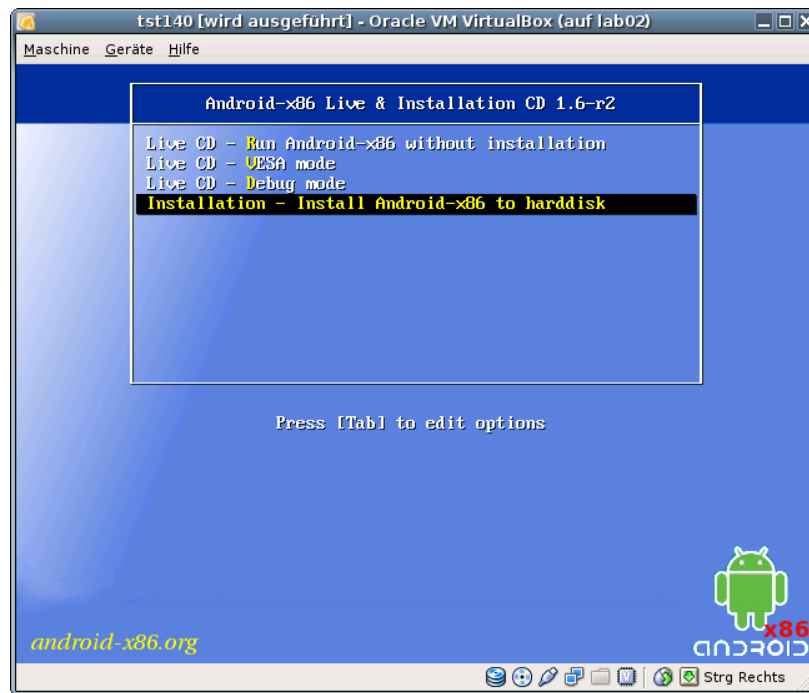 tst140 [wird ausgeführt] - Oracle VM VirtualBox (auf lab02)
Maschine Geräte Hilfe
Android-x86 Live & Installation CD 1.6-r2
Live CD - Run Android-x86 without installation
Live CD - VESA mode
Live CD - Debug mode
Installation - Install Android-x86 to harddisk
Press [Tab] to edit options
android-x86.org
x86
ANDROID
Strg Rechts